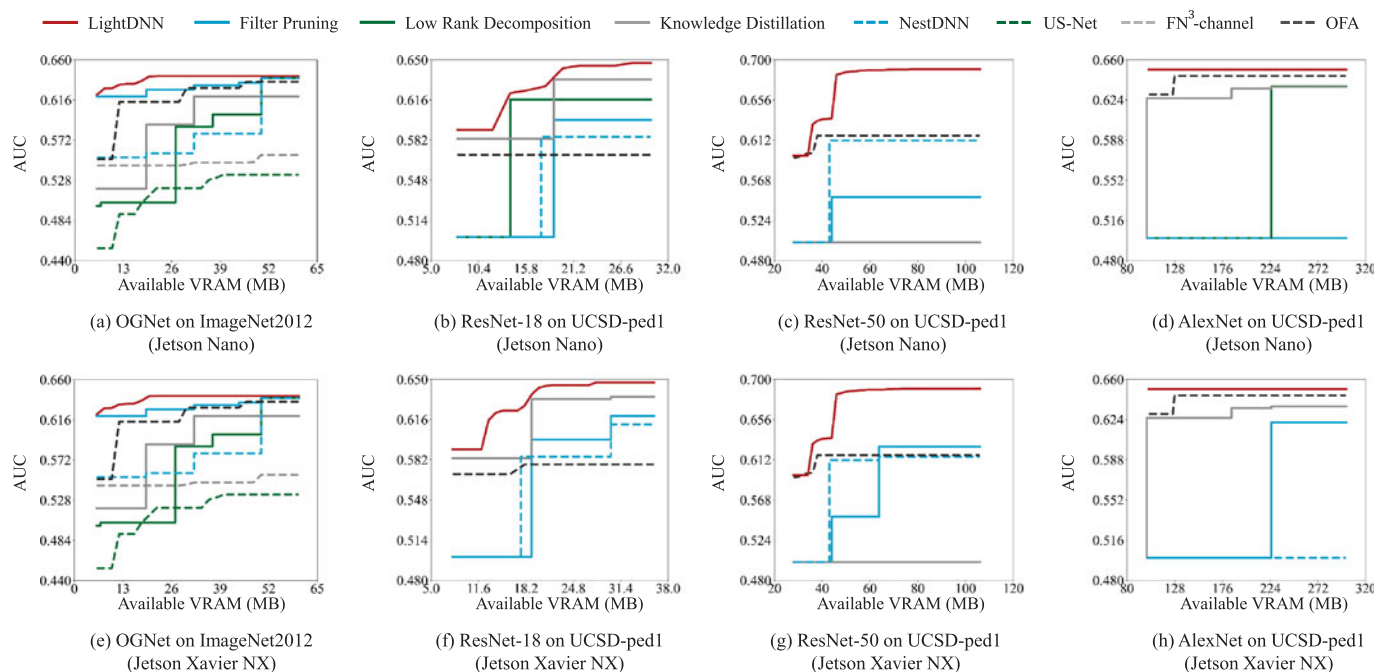 LightDNN Filter Pruning Low Rank Decomposition Knowledge Distillation NestDNN US-Net FN³-channel OFA
0.660 0.650 0.700 0.660
0.616 0.616 0.656 0.624
0.572 0.582 0.612 0.588
AUC AUC AUC AUC
0.528 0.548 0.568 0.552
0.484 0.514 0.524 0.516
0.440 0.480 0.480 0.480
0 13 26 39 52 65 5.0 10.4 15.8 21.2 26.6 32.0 20 40 60 80 100 120 80 128 176 224 272 320
Available VRAM (MB) Available VRAM (MB) Available VRAM (MB) Available VRAM (MB)
(a) OGNet on ImageNet2012 (b) ResNet-18 on UCSD-ped1 (c) ResNet-50 on UCSD-ped1 (d) AlexNet on UCSD-ped1
(Jetson Nano) (Jetson Nano) (Jetson Nano) (Jetson Nano)
0.660 0.650 0.700 0.660
0.616 0.616 0.656 0.624
0.572 0.582 0.612 0.588
AUC AUC AUC AUC
0.528 0.548 0.568 0.552
0.484 0.514 0.524 0.516
0.440 0.480 0.480 0.480
0 13 26 39 52 65 5.0 11.6 18.2 24.8 31.4 38.0 20 40 60 80 100 120 80 128 176 224 272 320
Available VRAM (MB) Available VRAM (MB) Available VRAM (MB) Available VRAM (MB)
(e) OGNet on ImageNet2012 (f) ResNet-18 on UCSD-ped1 (g) ResNet-50 on UCSD-ped1 (h) AlexNet on UCSD-ped1
(Jetson Xavier NX) (Jetson Xavier NX) (Jetson Xavier NX) (Jetson Xavier NX)